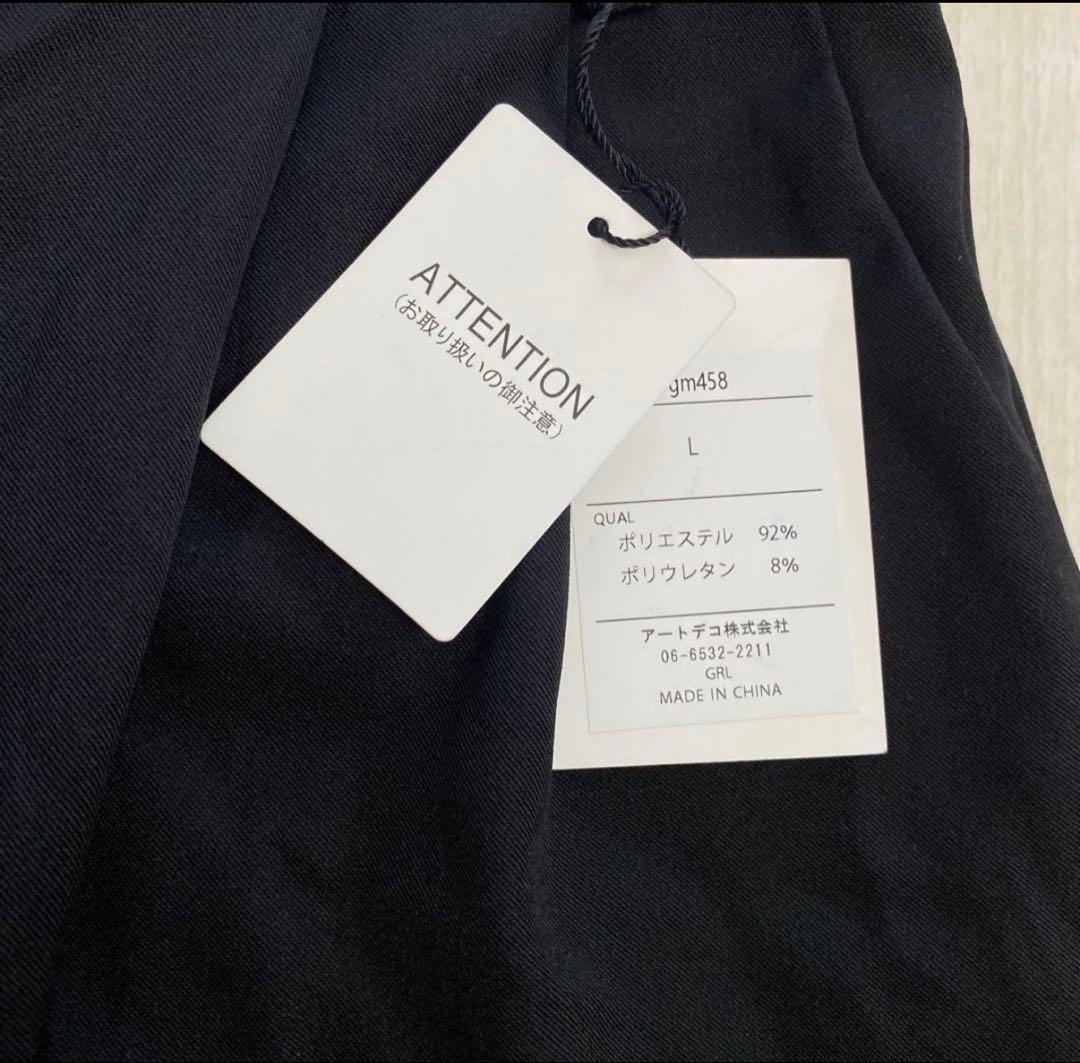 ATTENTION
(お取り扱いの御注意)
gm458
L
QUAL
ポリエステル 92%
ポリウレタン 8%
アートデコ株式会社
06-6532-2211
GRL
MADE IN CHINA